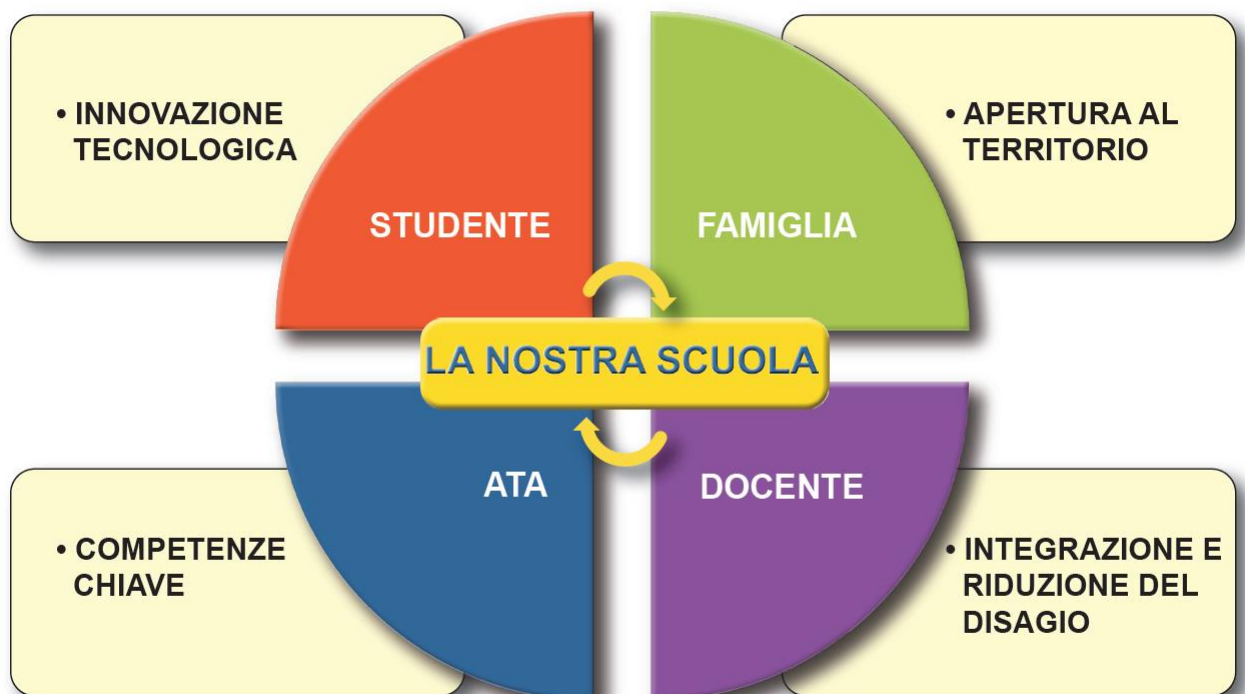 • INNOVAZIONE
TECNOLOGICA
STUDENTE
FAMIGLIA
• APERTURA AL
TERRITORIO
LA NOSTRA SCUOLA
• COMPETENZE
CHIAVE
ATA
DOCENTE
• INTEGRAZIONE E
RIDUZIONE DEL
DISAGIO